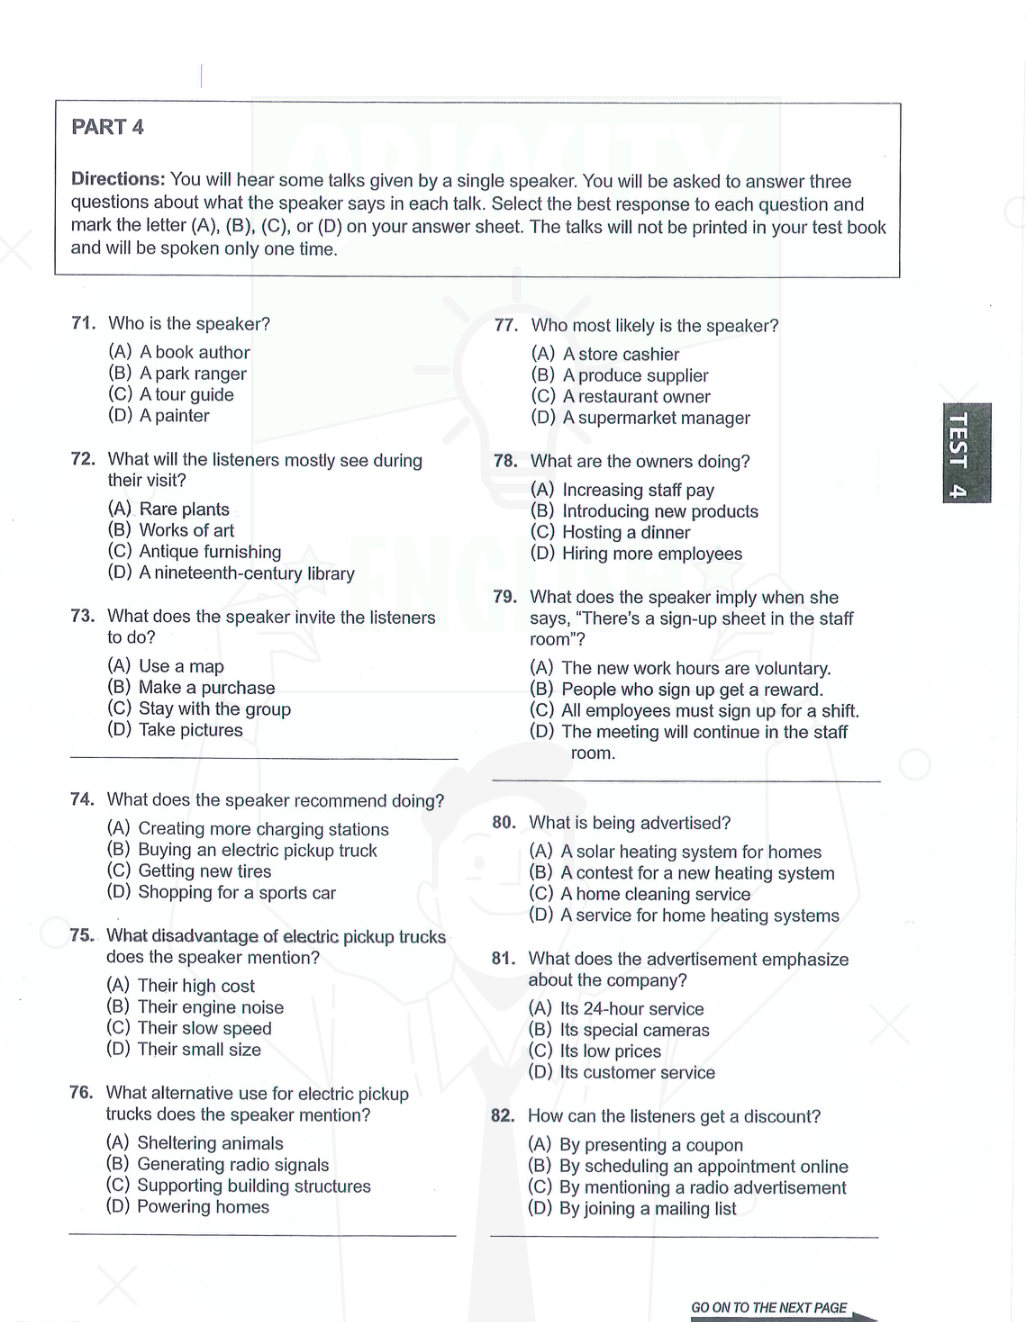 PART 4
Directions: You will hear some talks given by a single speaker. You will be asked to answer three
questions about what the speaker says in each talk. Select the best response to each question and
mark the letter (A), (B), (C), or (D) on your answer sheet. The talks will not be printed in your test book
and will be spoken only one time.
71. Who is the speaker?
(A) A book author
(B) A park ranger
(C) A tour guide
(D) A painter
72. What will the listeners mostly see during
their visit?
(A) Rare plants
(B) Works of art
(C) Antique furnishing
(D) A nineteenth-century library
73. What does the speaker invite the listeners
to do?
(A) Use a map
(B) Make a purchase
(C) Stay with the group
(D) Take pictures
74. What does the speaker recommend doing?
(A) Creating more charging stations
(B) Buying an electric pickup truck
(C) Getting new tires
(D) Shopping for a sports car
75. What disadvantage of electric pickup trucks
does the speaker mention?
(A) Their high cost
(B) Their engine noise
(C) Their slow speed
(D) Their small size
76. What alternative use for electric pickup
trucks does the speaker mention?
(A) Sheltering animals
(B) Generating radio signals
(C) Supporting building structures
(D) Powering homes
77. Who most likely is the speaker?
(A) A store cashier
(B) A produce supplier
(C) A restaurant owner
(D) A supermarket manager
78. What are the owners doing?
(A) Increasing staff pay
(B) Introducing new products
(C) Hosting a dinner
(D) Hiring more employees
79. What does the speaker imply when she
says, “There’s a sign-up sheet in the staff
room”?
(A) The new work hours are voluntary.
(B) People who sign up get a reward.
(C) All employees must sign up for a shift.
(D) The meeting will continue in the staff
room.
80. What is being advertised?
(A) A solar heating system for homes
(B) A contest for a new heating system
(C) A home cleaning service
(D) A service for home heating systems
81. What does the advertisement emphasize
about the company?
(A) Its 24-hour service
(B) Its special cameras
(C) Its low prices
(D) Its customer service
82. How can the listeners get a discount?
(A) By presenting a coupon
(B) By scheduling an appointment online
(C) By mentioning a radio advertisement
(D) By joining a mailing list
TEST 4
GO ON TO THE NEXT PAGE